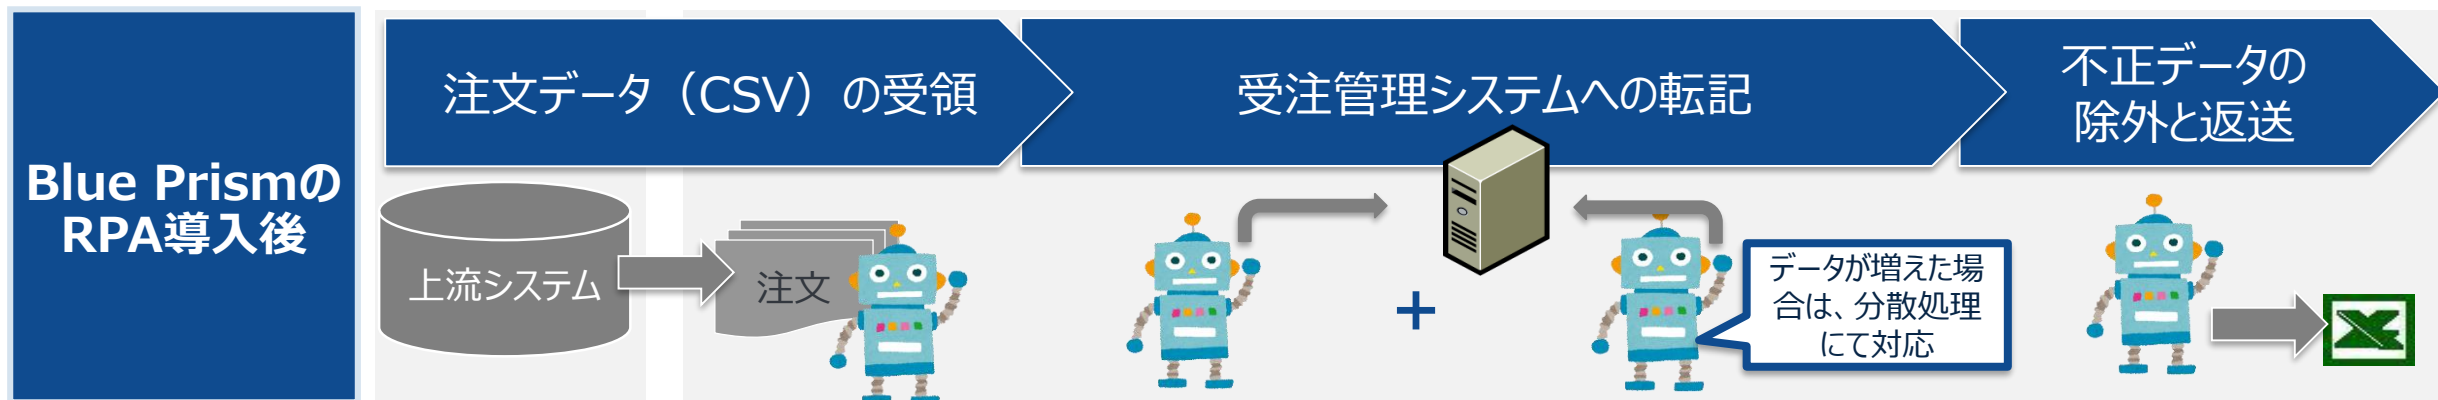 Blue Prismの
RPA導入後
注文データ（CSV）の受領
受注管理システムへの転記
不正データの
除外と返送
上流システム
注文
+
データが増えた場
合は、分散処理
にて対応